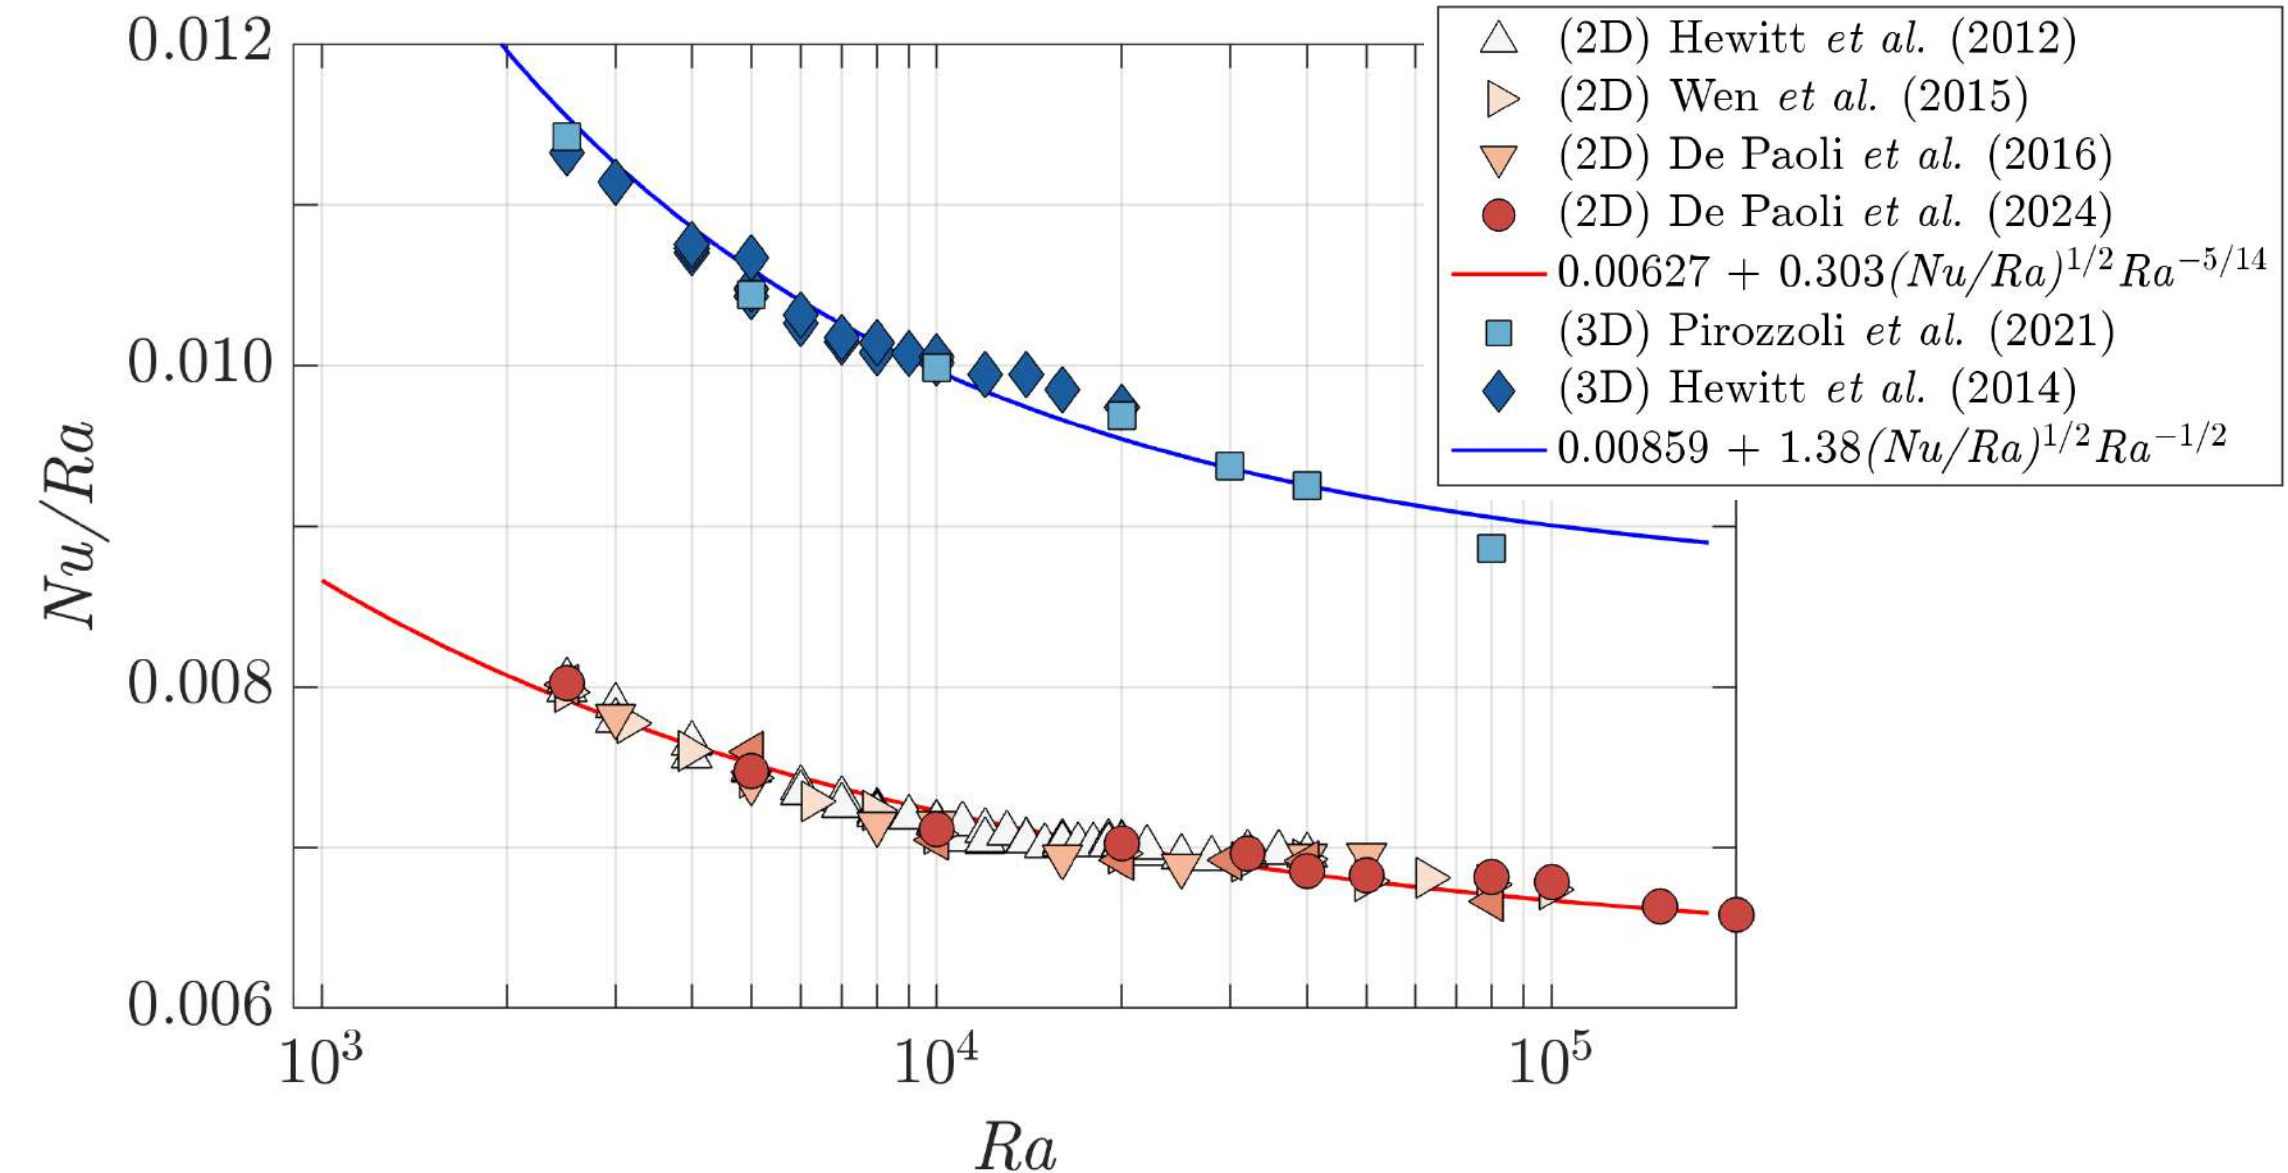 0.012
0.010
0.008
0.006
Nu/Ra
10³
10⁴
10⁵
Ra
(2D) Hewitt et al. (2012)
(2D) Wen et al. (2015)
(2D) De Paoli et al. (2016)
(2D) De Paoli et al. (2024)
0.00627 + 0.303(Nu/Ra)^{1/2}Ra^{−5/14}
(3D) Pirozzoli et al. (2021)
(3D) Hewitt et al. (2014)
0.00859 + 1.38(Nu/Ra)^{1/2}Ra^{−1/2}